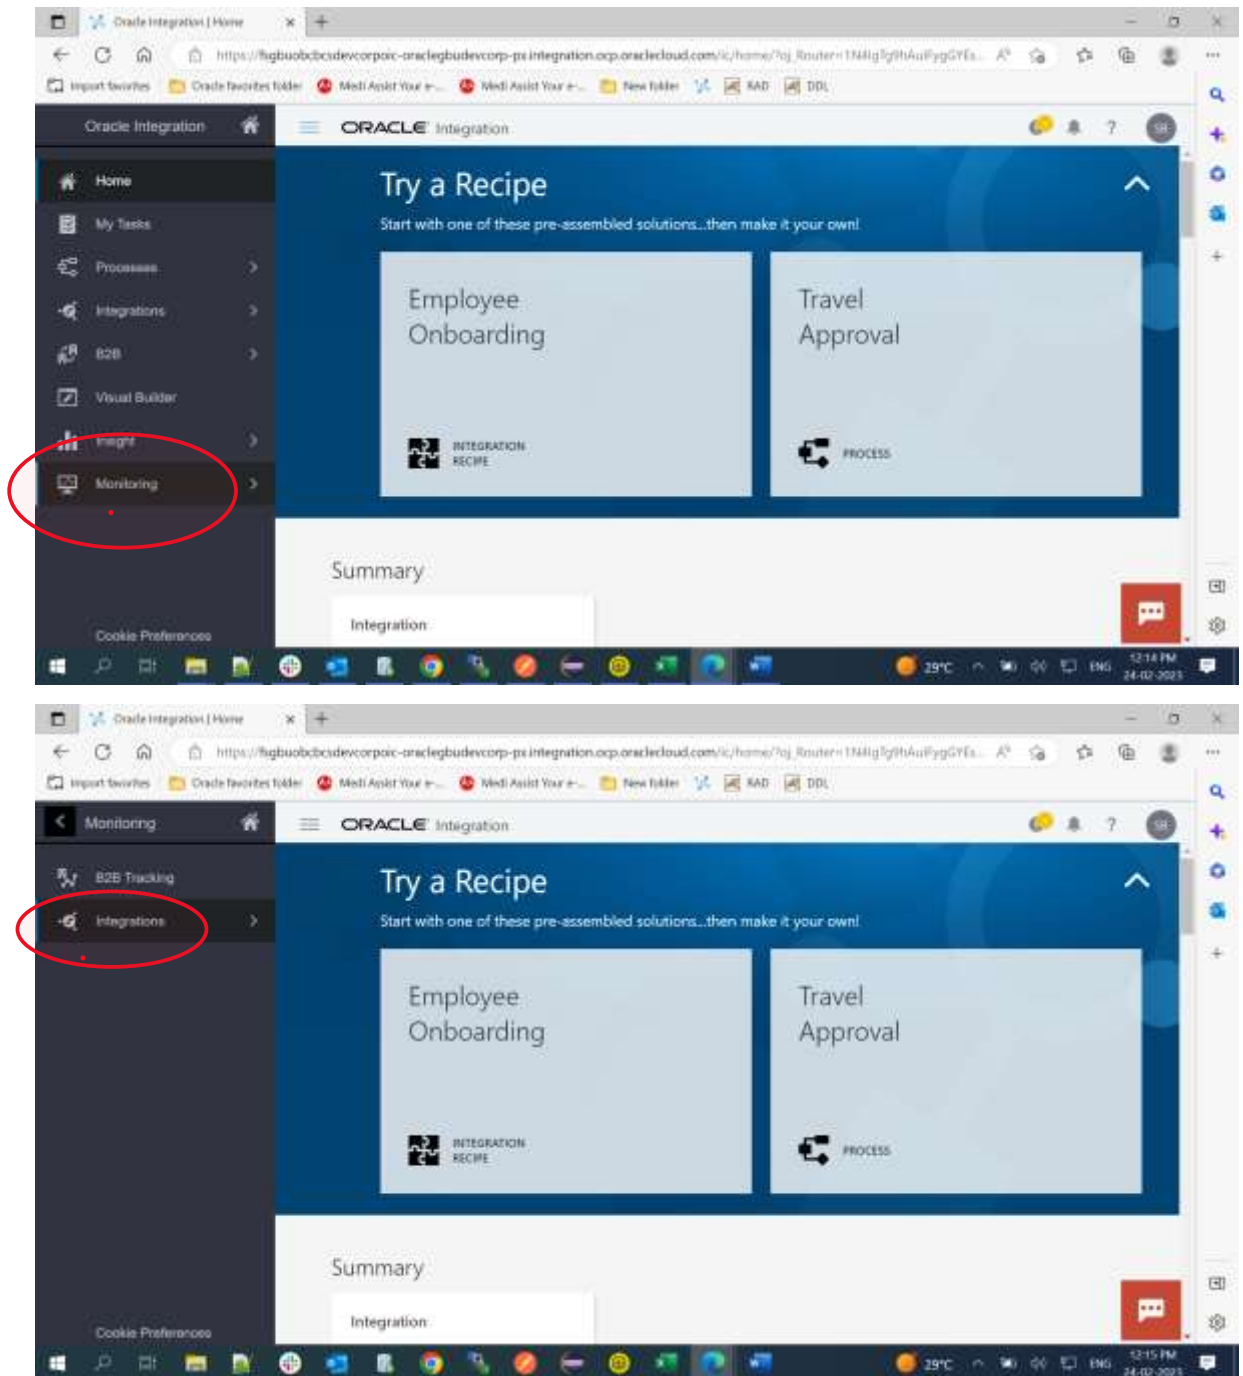 Oracle Integration | Home
Import favorites
Oracle favorites folder
Medi Assist Your e-...
Medi Assist Your e-...
New folder
RAD
DDL
Oracle Integration
ORACLE Integration
SB
Home
My Tasks
Processes
Integrations
B2B
Visual Builder
Insight
Monitoring
Cookie Preferences
Try a Recipe
Start with one of these pre-assembled solutions...then make it your own!
Employee
Onboarding
INTEGRATION
RECIPE
Travel
Approval
PROCESS
Summary
Integration
29°C
ENG
12:14 PM
24-02-2023
Oracle Integration | Home
Import favorites
Oracle favorites folder
Medi Assist Your e-...
Medi Assist Your e-...
New folder
RAD
DDL
Monitoring
ORACLE Integration
SB
B2B Tracking
Integrations
Cookie Preferences
Try a Recipe
Start with one of these pre-assembled solutions...then make it your own!
Employee
Onboarding
INTEGRATION
RECIPE
Travel
Approval
PROCESS
Summary
Integration
29°C
ENG
12:15 PM
24-02-2023